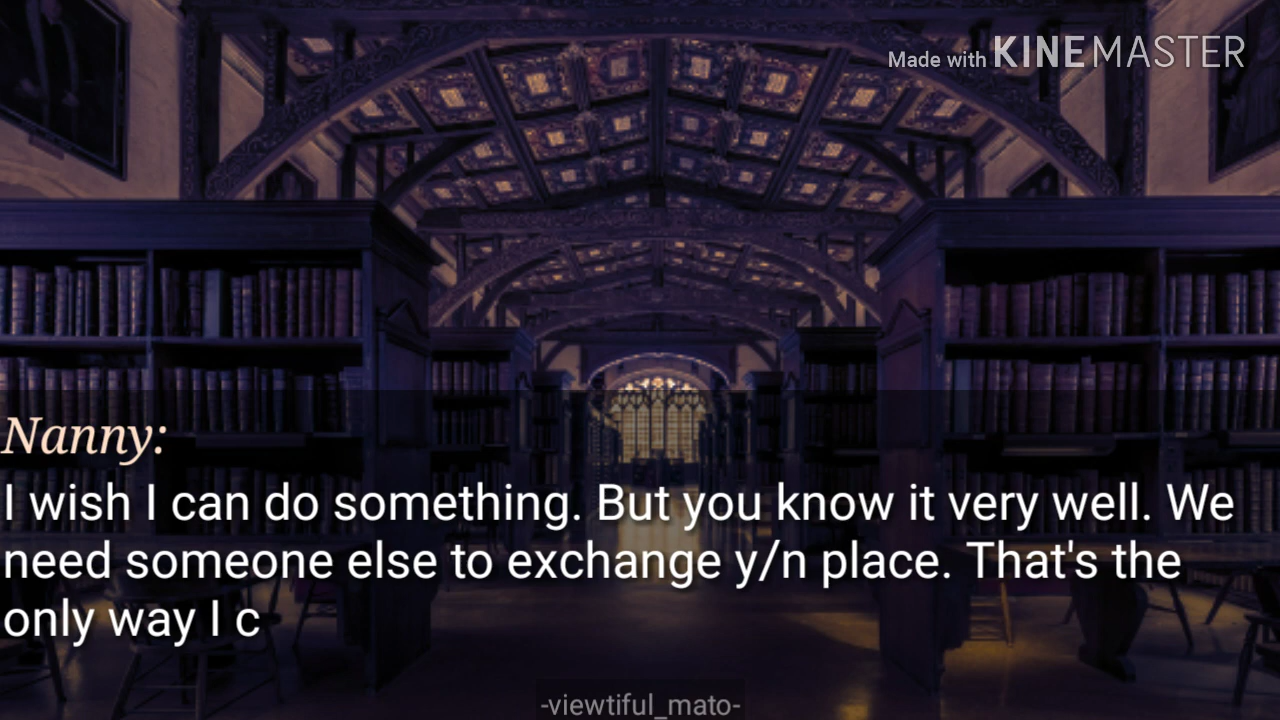 Made with KINEMASTER
Nanny:
I wish I can do something. But you know it very well. We
need someone else to exchange y/n place. That's the
only way I c
-viewtiful_mato-